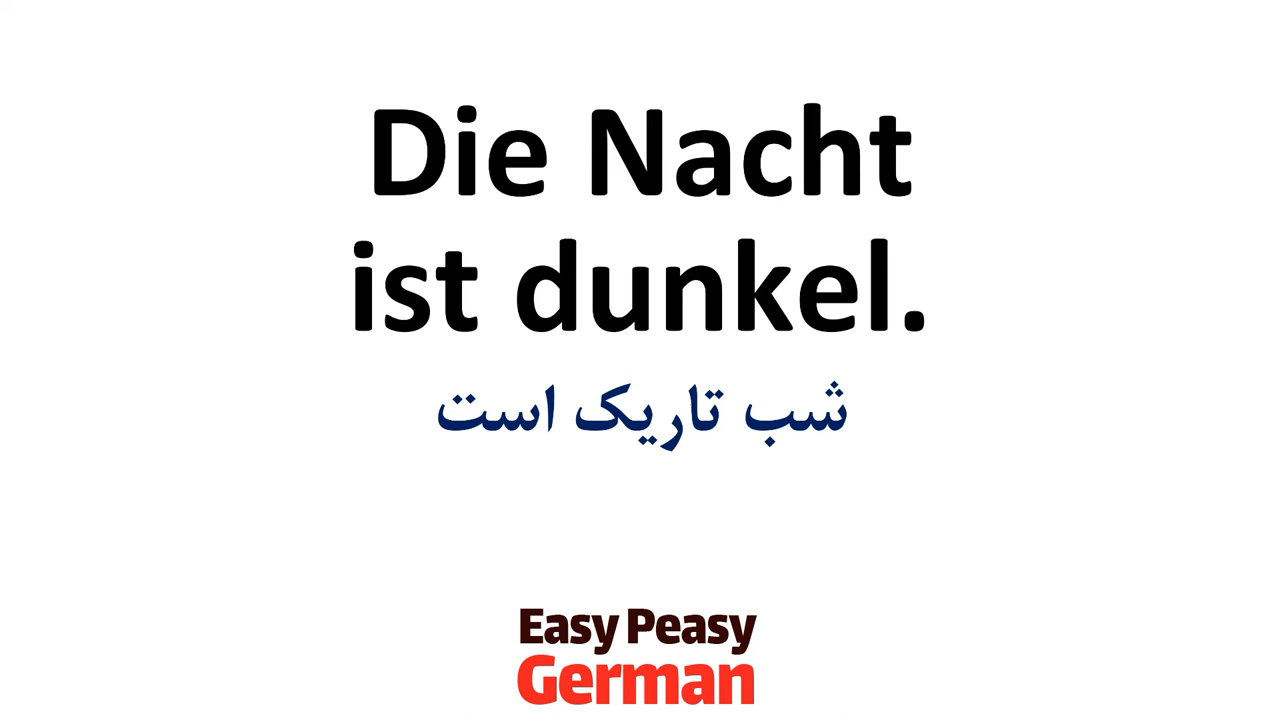 Die Nacht
ist dunkel.
شب تاریک است
Easy Peasy
German